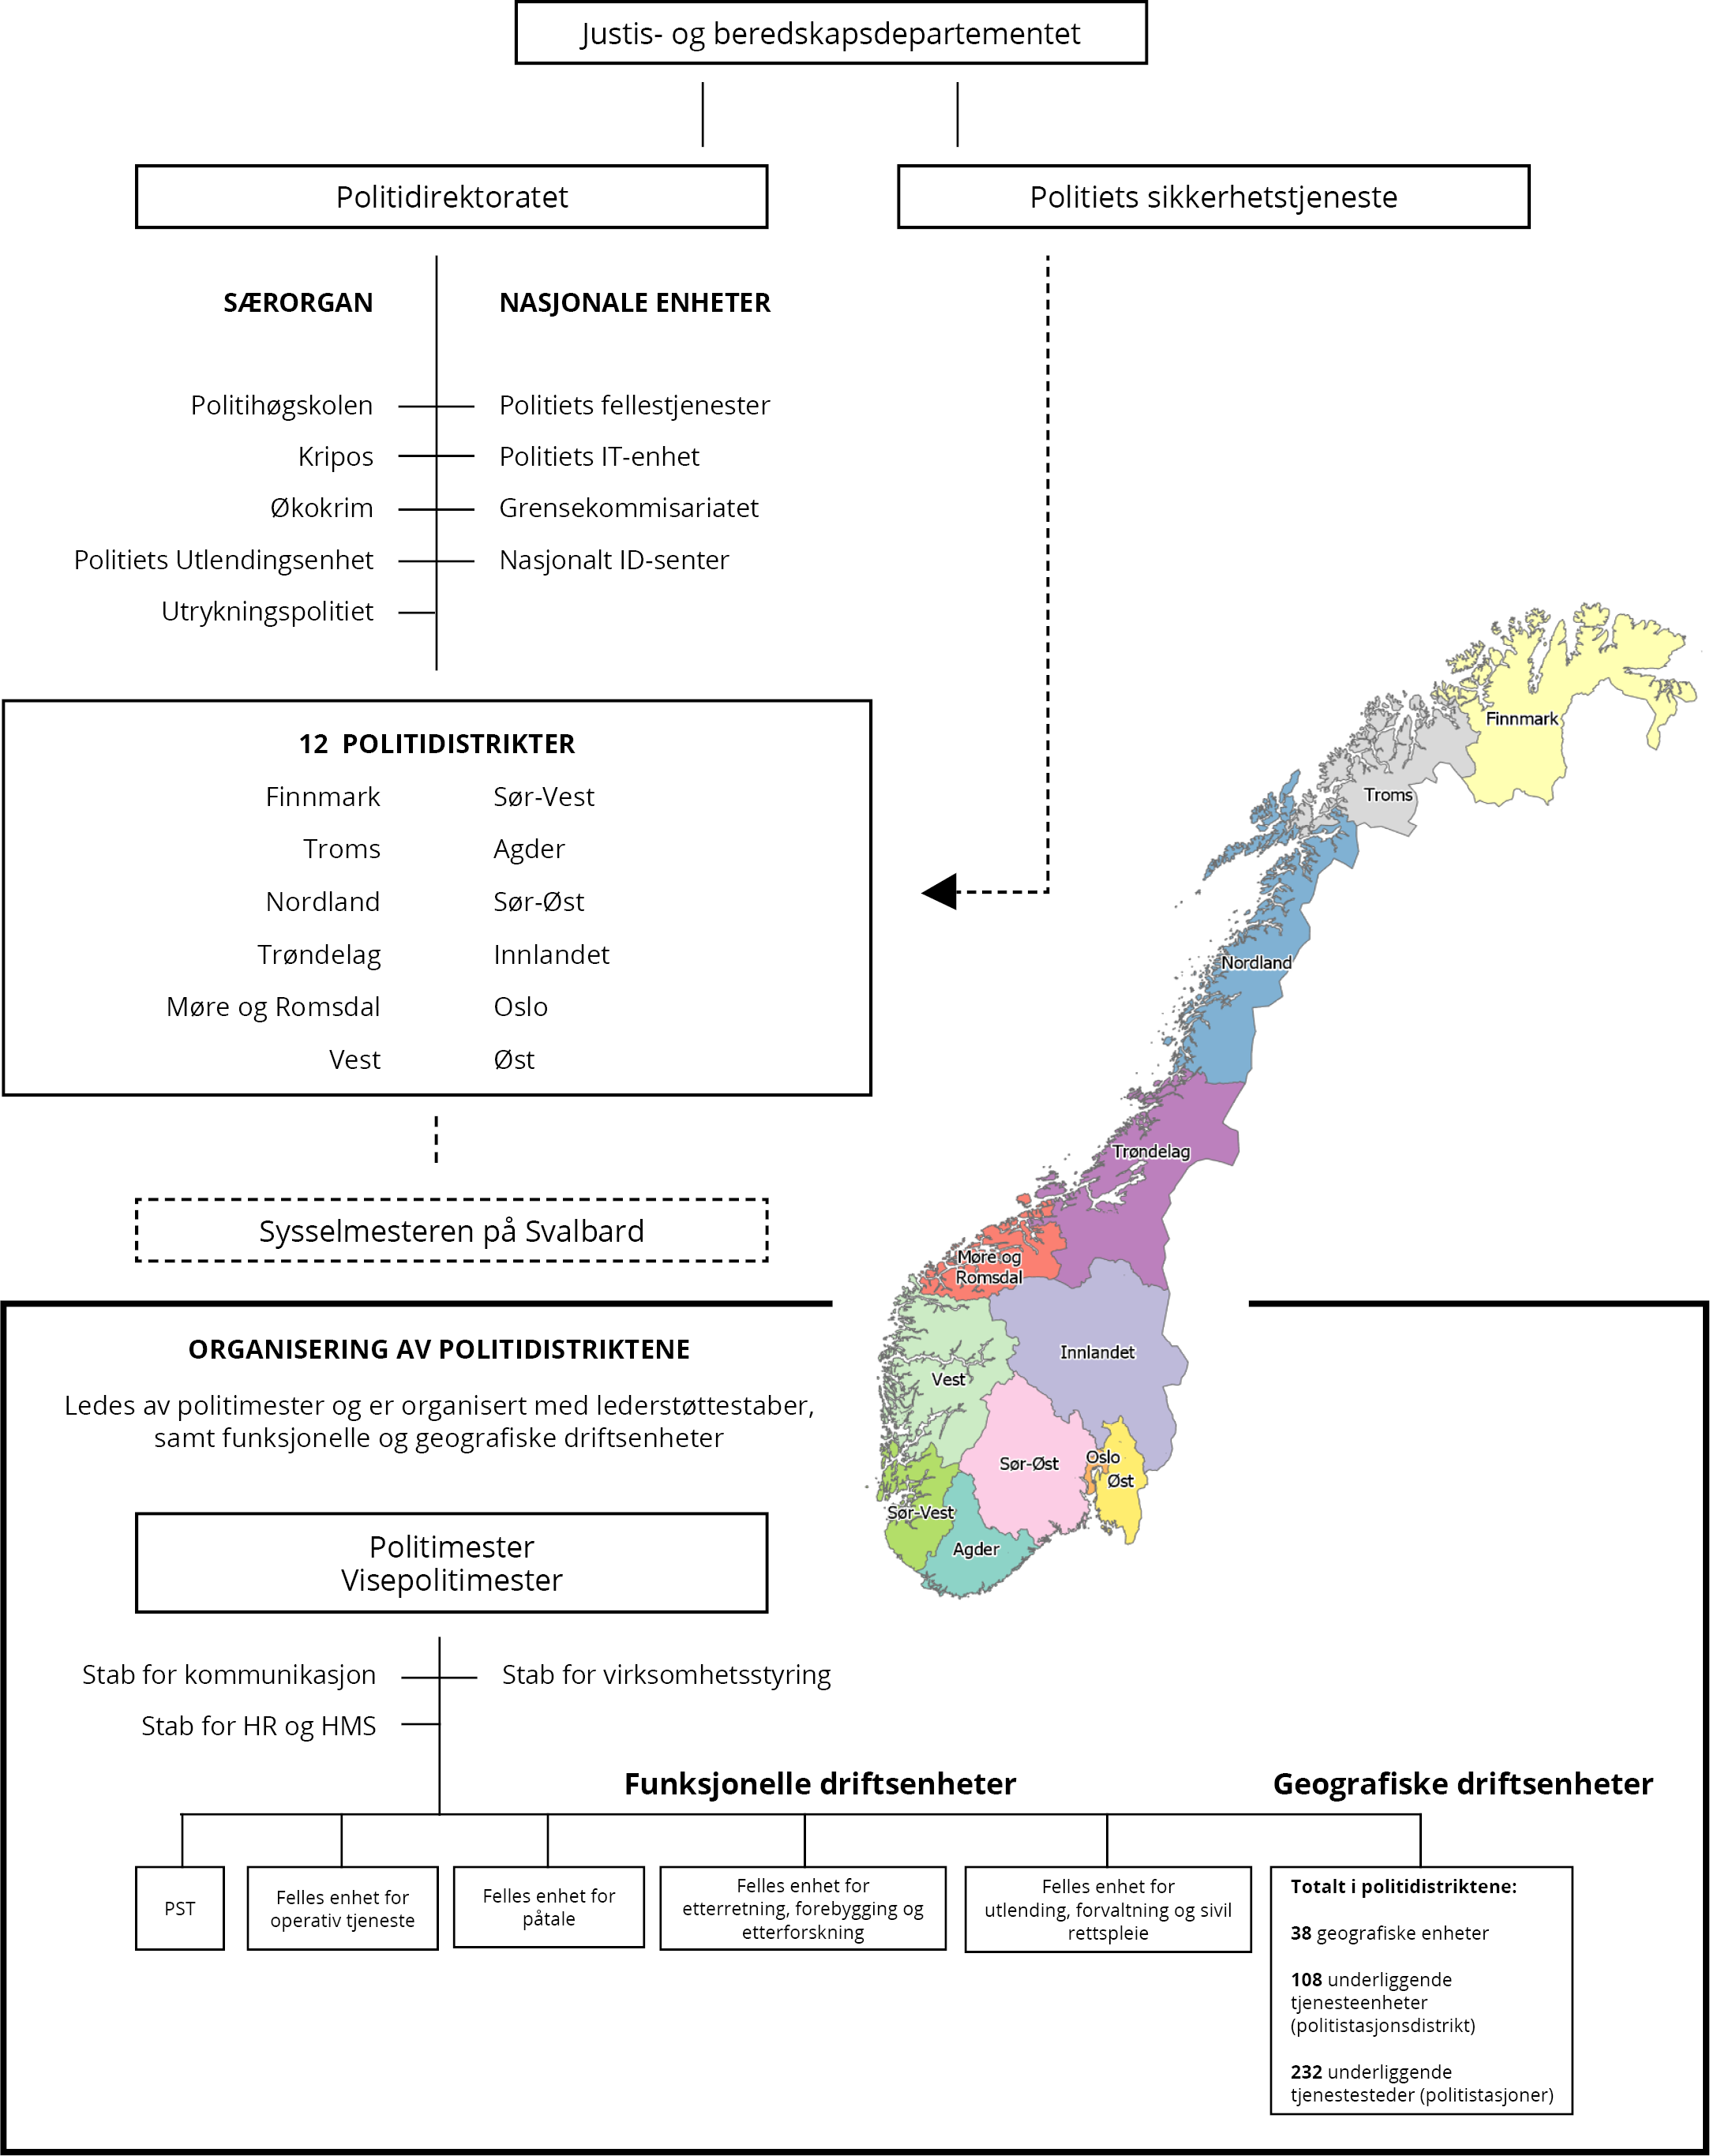 Justis- og beredskapsdepartementet
Politidirektoratet
Politiets sikkerhetstjeneste
SÆRORGAN
NASJONALE ENHETER
Politihøgskolen
Politiets fellestjenester
Kripos
Politiets IT-enhet
Økokrim
Grensekommisariatet
Politiets Utlendingsenhet
Nasjonalt ID-senter
Utrykningspolitiet
12 POLITIDISTRIKTER
Finnmark
Sør-Vest
Troms
Agder
Nordland
Sør-Øst
Trøndelag
Innlandet
Møre og Romsdal
Oslo
Vest
Øst
Sysselmesteren på Svalbard
Finnmark
Troms
Nordland
Trøndelag
Møre og
Romsdal
Innlandet
Vest
Oslo
Sør-Øst
Øst
Sør-Vest
Agder
ORGANISERING AV POLITIDISTRIKTENE
Ledes av politimester og er organisert med lederstøttestaber,
samt funksjonelle og geografiske driftsenheter
Politimester
Visepolitimester
Stab for kommunikasjon
Stab for virksomhetsstyring
Stab for HR og HMS
Funksjonelle driftsenheter
Geografiske driftsenheter
PST
Felles enhet for
operativ tjeneste
Felles enhet for
påtale
Felles enhet for
etterretning, forebygging og
etterforskning
Felles enhet for
utlending, forvaltning og sivil
rettspleie
Totalt i politidistriktene:
38 geografiske enheter
108 underliggende
tjenesteenheter
(politistasjonsdistrikt)
232 underliggende
tjenestesteder (politistasjoner)